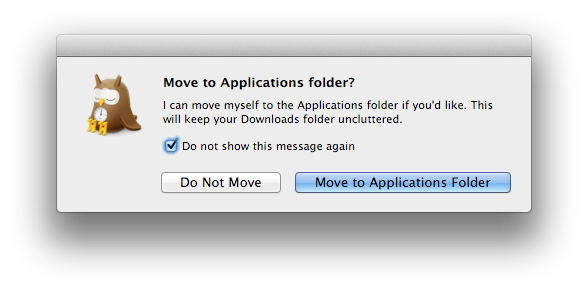 Move to Applications folder?
I can move myself to the Applications folder if you'd like. This
will keep your Downloads folder uncluttered.
Do not show this message again
Do Not Move
Move to Applications Folder